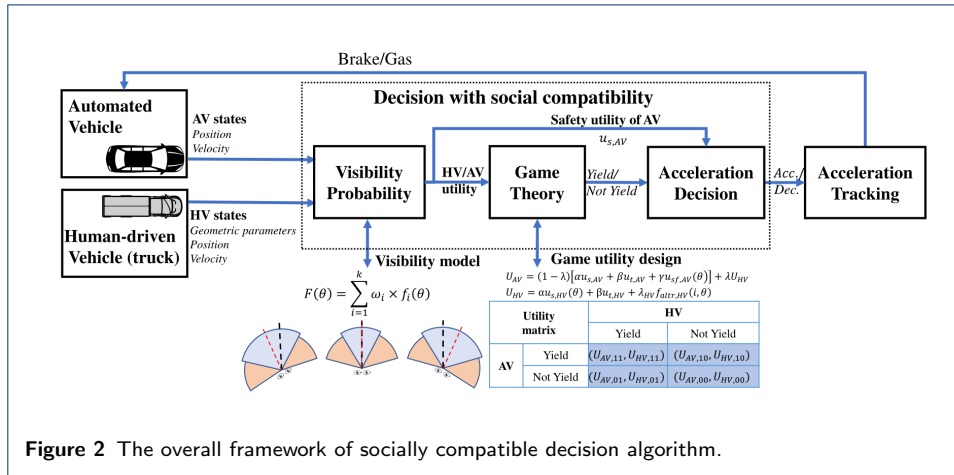 Brake/Gas
Decision with social compatibility
Automated
Vehicle
AV states
Position
Velocity
Safety utility of AV
u_{s,AV}
Visibility
Probability
HV/AV
utility
Game
Theory
Yield/
Not Yield
Acceleration
Decision
Acc./
Dec.
Acceleration
Tracking
HV states
Geometric parameters
Position
Velocity
Human-driven
Vehicle (truck)
Visibility model
F(θ) = \sum_{i=1}^{k} ω_i × f_i(θ)
Game utility design
U_{AV} = (1 − λ)[αu_{s,AV} + βu_{t,AV} + γu_{sf,AV}(θ)] + λU_{HV}
U_{HV} = αu_{s,HV}(θ) + βu_{t,HV} + λ_{HV}f_{altr,HV}(i, θ)
Utility
matrix
HV
Yield
Not Yield
AV
Yield
(U_{AV,11}, U_{HV,11})
(U_{AV,10}, U_{HV,10})
Not Yield
(U_{AV,01}, U_{HV,01})
(U_{AV,00}, U_{HV,00})
Figure 2 The overall framework of socially compatible decision algorithm.